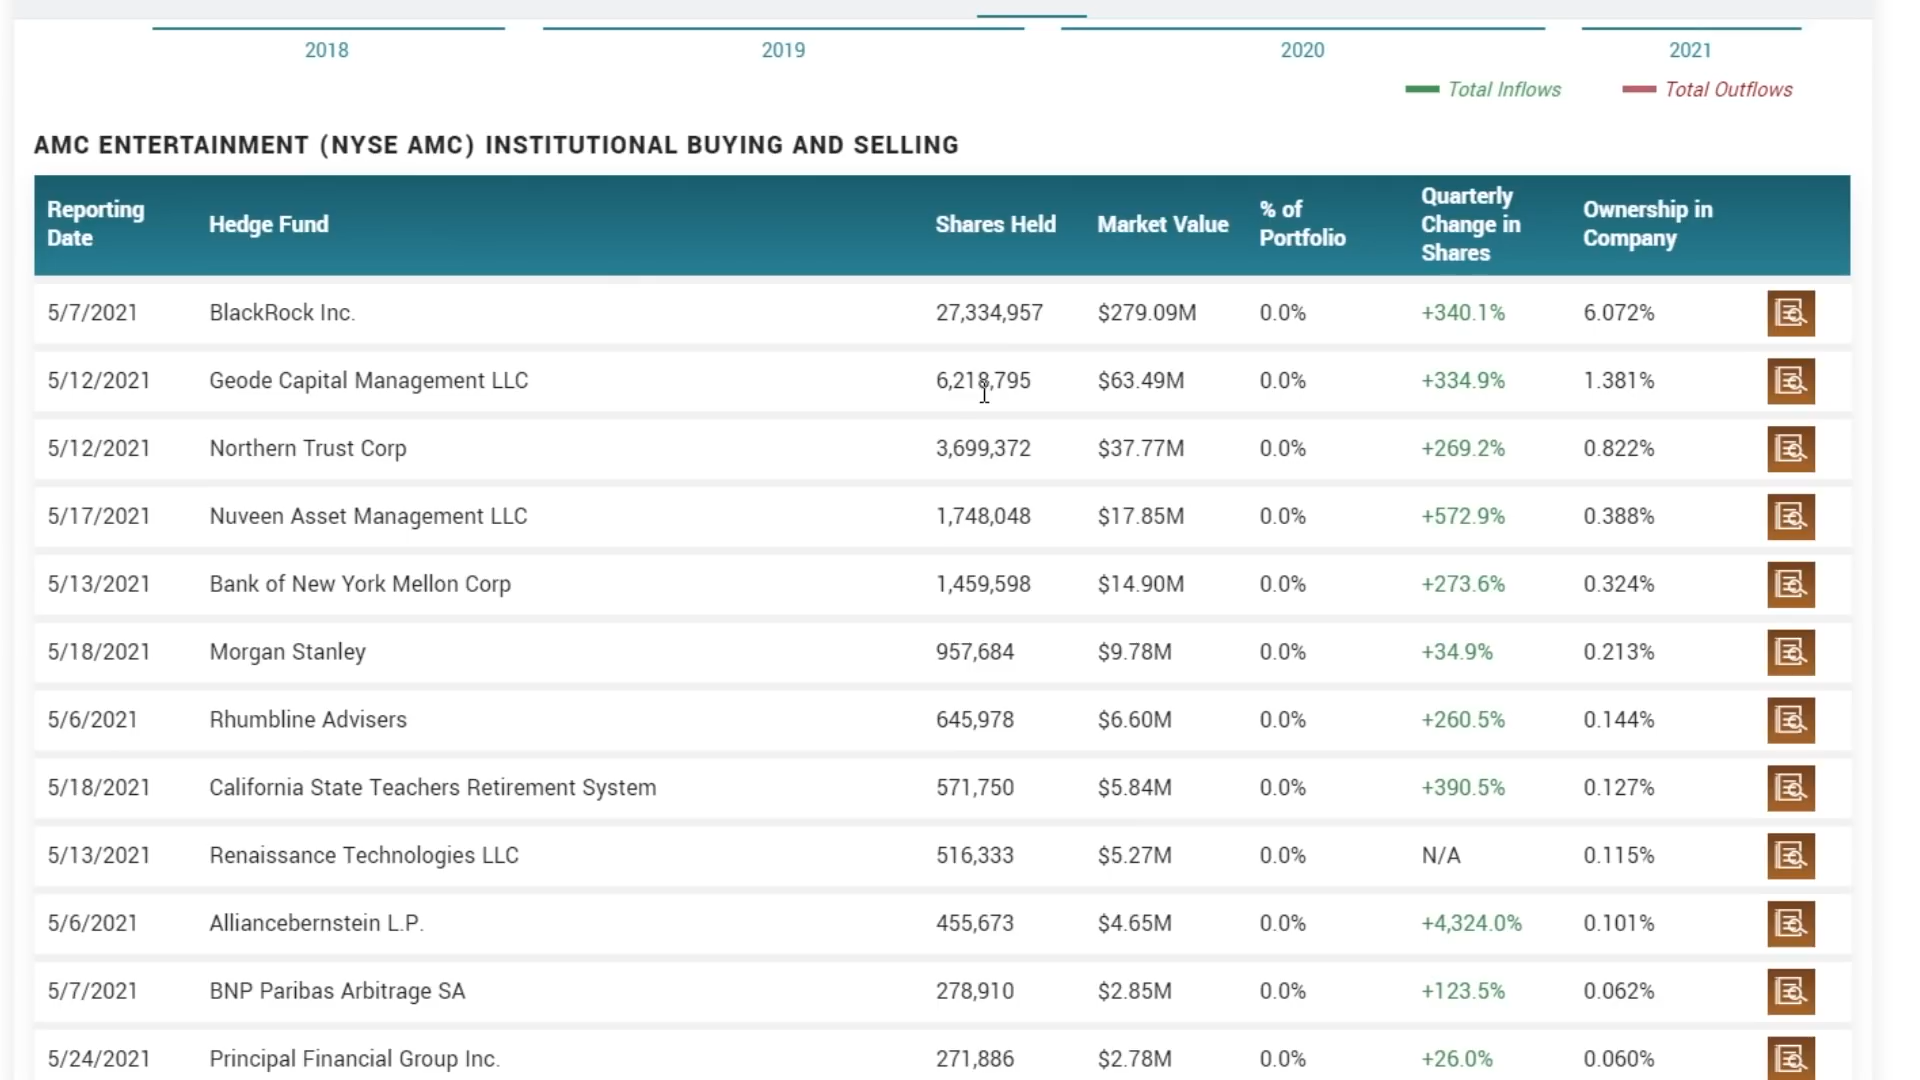 2018 2019 2020 2021
Total Inflows Total Outflows
AMC ENTERTAINMENT (NYSE AMC) INSTITUTIONAL BUYING AND SELLING
Reporting Date Hedge Fund Shares Held Market Value % of Portfolio Quarterly Change in Shares Ownership in Company
5/7/2021 BlackRock Inc. 27,334,957 $279.09M 0.0% +340.1% 6.072%
5/12/2021 Geode Capital Management LLC 6,218,795 $63.49M 0.0% +334.9% 1.381%
5/12/2021 Northern Trust Corp 3,699,372 $37.77M 0.0% +269.2% 0.822%
5/17/2021 Nuveen Asset Management LLC 1,748,048 $17.85M 0.0% +572.9% 0.388%
5/13/2021 Bank of New York Mellon Corp 1,459,598 $14.90M 0.0% +273.6% 0.324%
5/18/2021 Morgan Stanley 957,684 $9.78M 0.0% +34.9% 0.213%
5/6/2021 Rhumbline Advisers 645,978 $6.60M 0.0% +260.5% 0.144%
5/18/2021 California State Teachers Retirement System 571,750 $5.84M 0.0% +390.5% 0.127%
5/13/2021 Renaissance Technologies LLC 516,333 $5.27M 0.0% N/A 0.115%
5/6/2021 Alliancebernstein L.P. 455,673 $4.65M 0.0% +4,324.0% 0.101%
5/7/2021 BNP Paribas Arbitrage SA 278,910 $2.85M 0.0% +123.5% 0.062%
5/24/2021 Principal Financial Group Inc. 271,886 $2.78M 0.0% +26.0% 0.060%